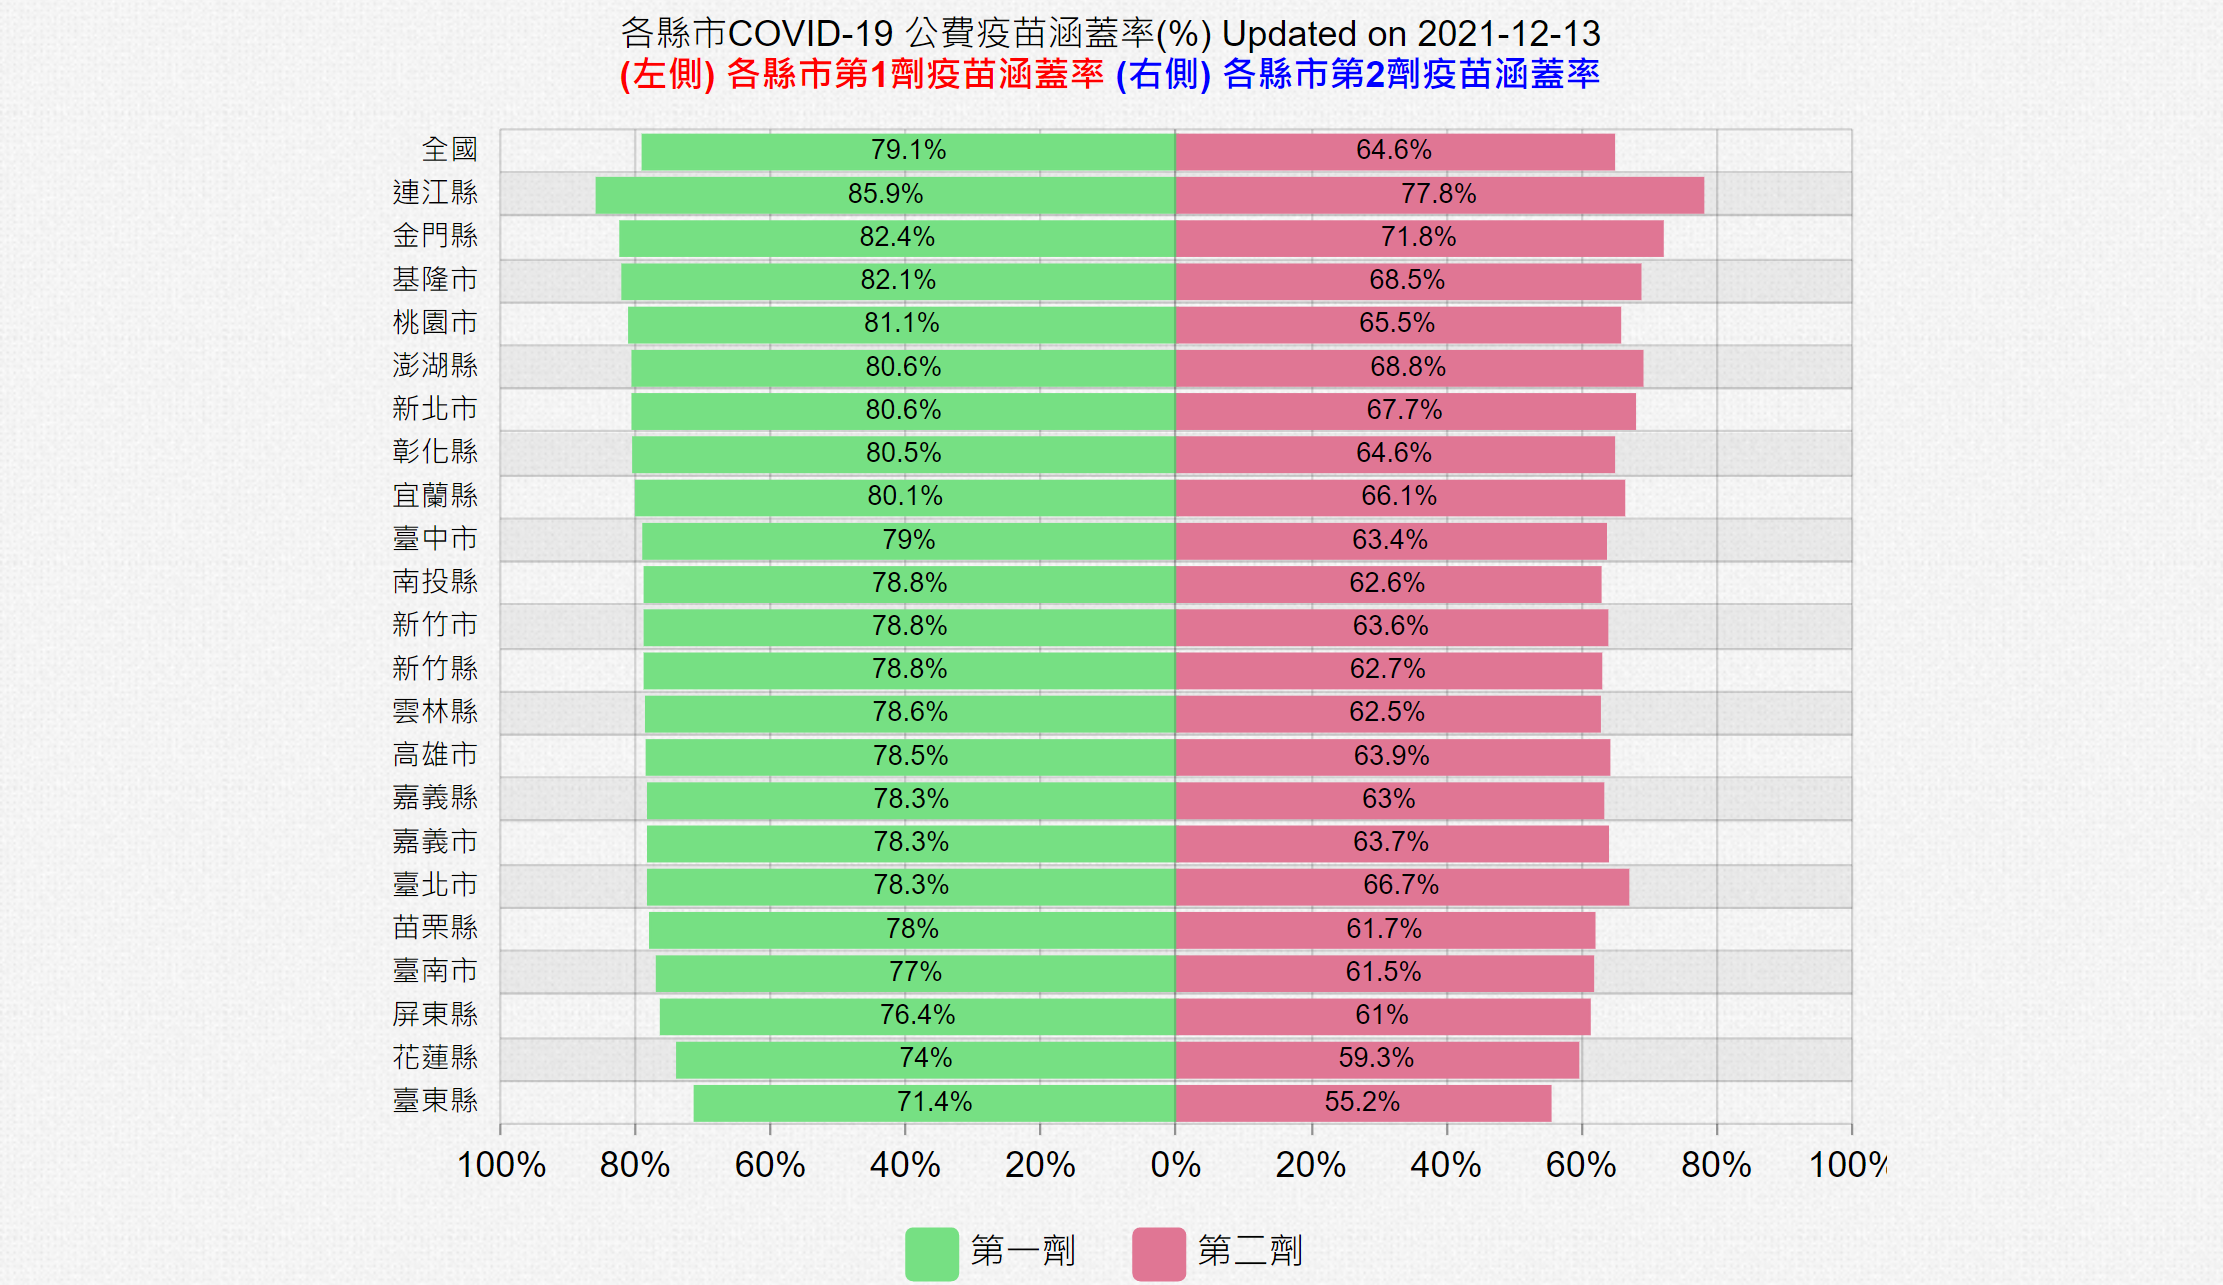 各縣市COVID-19 公費疫苗涵蓋率(%) Updated on 2021-12-13
(左側) 各縣市第1劑疫苗涵蓋率 (右側) 各縣市第2劑疫苗涵蓋率
全國 79.1% 64.6%
連江縣 85.9% 77.8%
金門縣 82.4% 71.8%
基隆市 82.1% 68.5%
桃園市 81.1% 65.5%
澎湖縣 80.6% 68.8%
新北市 80.6% 67.7%
彰化縣 80.5% 64.6%
宜蘭縣 80.1% 66.1%
臺中市 79% 63.4%
南投縣 78.8% 62.6%
新竹市 78.8% 63.6%
新竹縣 78.8% 62.7%
雲林縣 78.6% 62.5%
高雄市 78.5% 63.9%
嘉義縣 78.3% 63%
嘉義市 78.3% 63.7%
臺北市 78.3% 66.7%
苗栗縣 78% 61.7%
臺南市 77% 61.5%
屏東縣 76.4% 61%
花蓮縣 74% 59.3%
臺東縣 71.4% 55.2%
100% 80% 60% 40% 20% 0% 20% 40% 60% 80% 100%
第一劑 第二劑